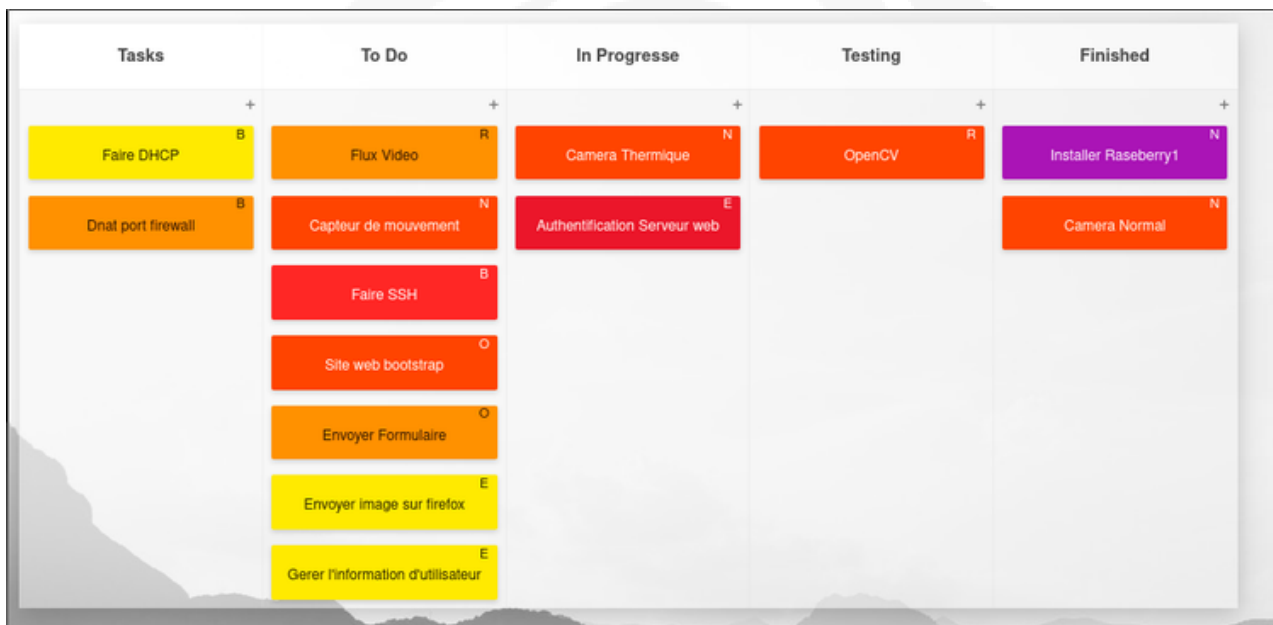 Tasks
To Do
In Progresse
Testing
Finished
+
+
+
+
+
B
Faire DHCP
B
Dnat port firewall
R
Flux Video
N
Capteur de mouvement
B
Faire SSH
O
Site web bootstrap
O
Envoyer Formulaire
E
Envoyer image sur firefox
E
Gerer l'information d'utilisateur
N
Camera Thermique
E
Authentification Serveur web
R
OpenCV
N
Installer Raseberry1
N
Camera Normal